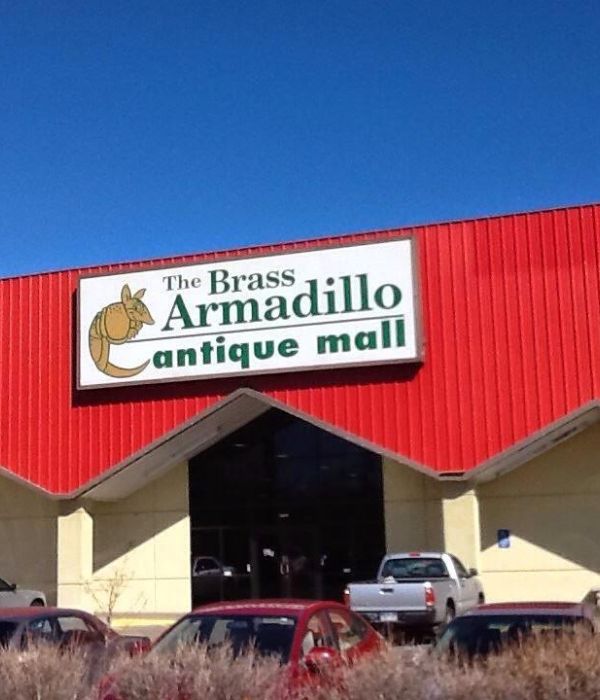 The Brass
Armadillo
antique mall